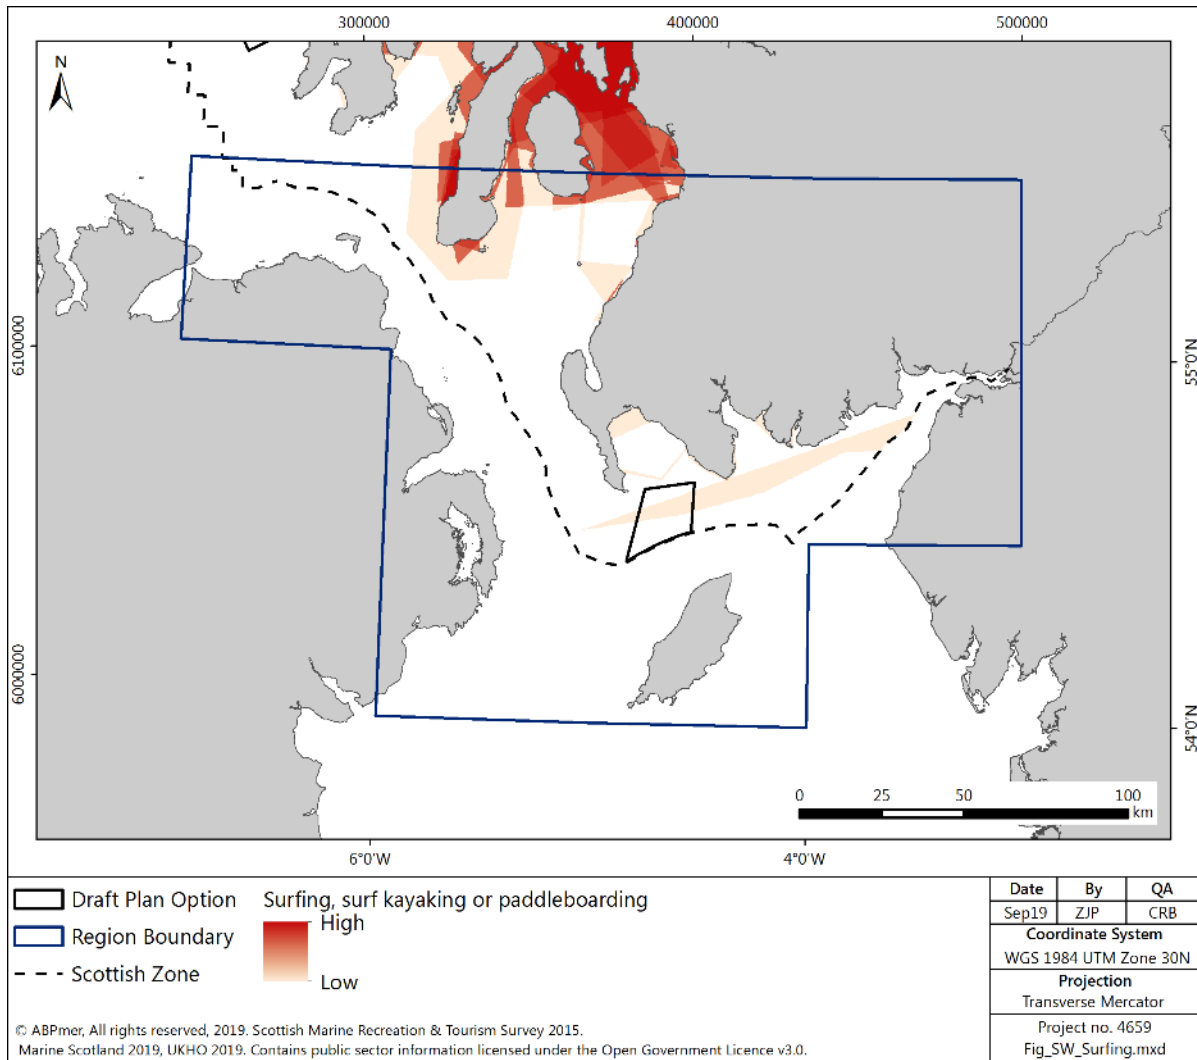 300000 400000 500000
N
6100000
55°0'N
6000000
54°0'N
0 25 50 100
km
6°0'W 4°0'W
Draft Plan Option
Region Boundary
Scottish Zone
Surfing, surf kayaking or paddleboarding
High
Low
Date By QA
Sep19 ZJP CRB
Coordinate System
WGS 1984 UTM Zone 30N
Projection
Transverse Mercator
Project no. 4659
Fig_SW_Surfing.mxd
© ABPmer, All rights reserved, 2019. Scottish Marine Recreation & Tourism Survey 2015.
Marine Scotland 2019, UKHO 2019. Contains public sector information licensed under the Open Government Licence v3.0.